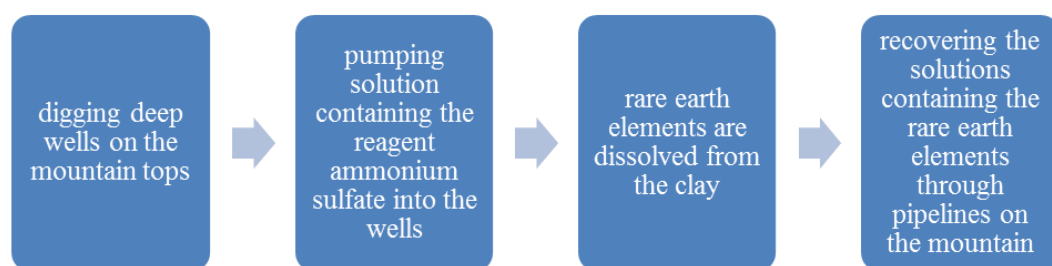 digging deep
wells on the
mountain tops
pumping
solution
containing the
reagent
ammonium
sulfate into the
wells
rare earth
elements are
dissolved from
the clay
recovering the
solutions
containing the
rare earth
elements
through
pipelines on
the mountain